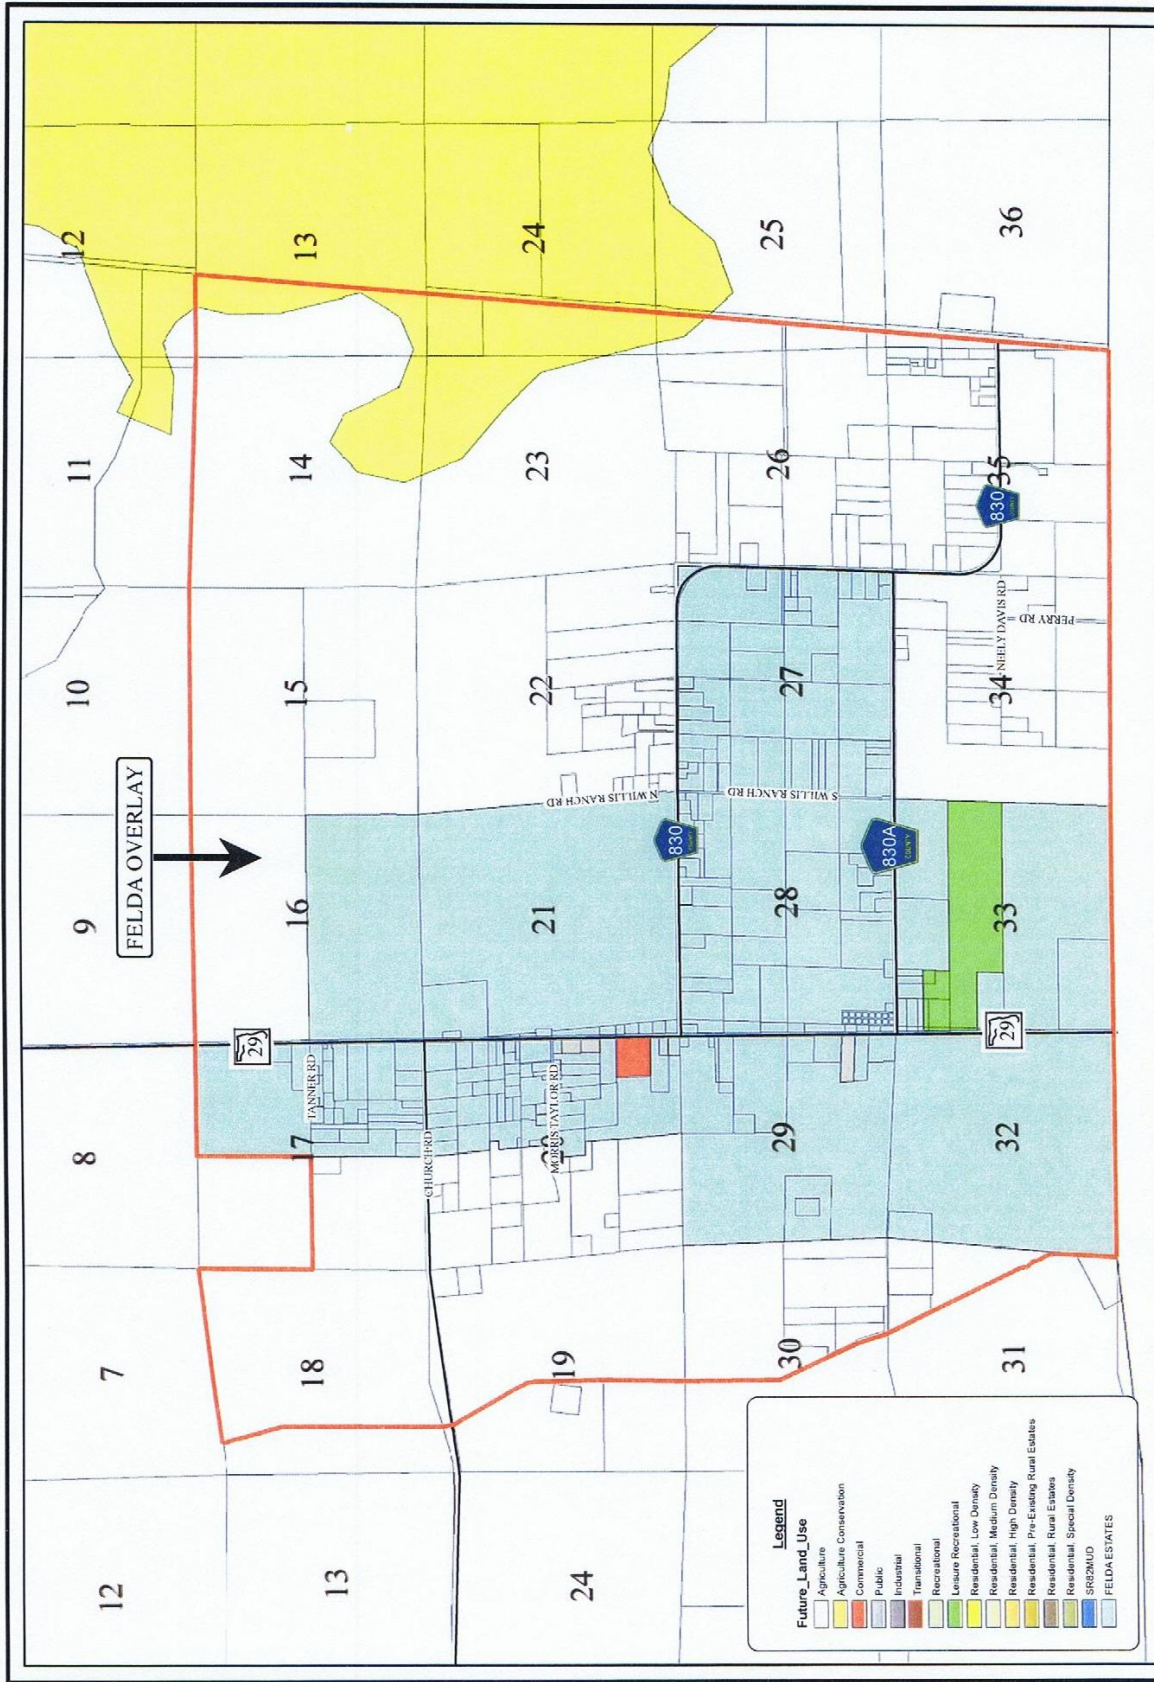 12
7
8
9
10
11
12
FELDA OVERLAY
29
13
18
17
16
15
14
13
TANNER RD
CHURCH RD
24
19
20
21
22
23
24
MORRIS TAYLOR RD
N WILLIS RANCH RD
830
COUNTY
S WILLIS RANCH RD
30
29
28
27
26
25
830A
31
32
33
34
35
36
29
NEELY DAVIS RD
830
PERRY RD
Legend
Future_Land_Use
Agriculture
Agriculture Conservation
Commercial
Public
Industrial
Transitional
Recreational
Leisure Recreational
Residential, Low Density
Residential, Medium Density
Residential, High Density
Residential, Pre-Existing Rural Estates
Residential, Rural Estates
Residential, Special Density
SR82MUD
FELDA ESTATES